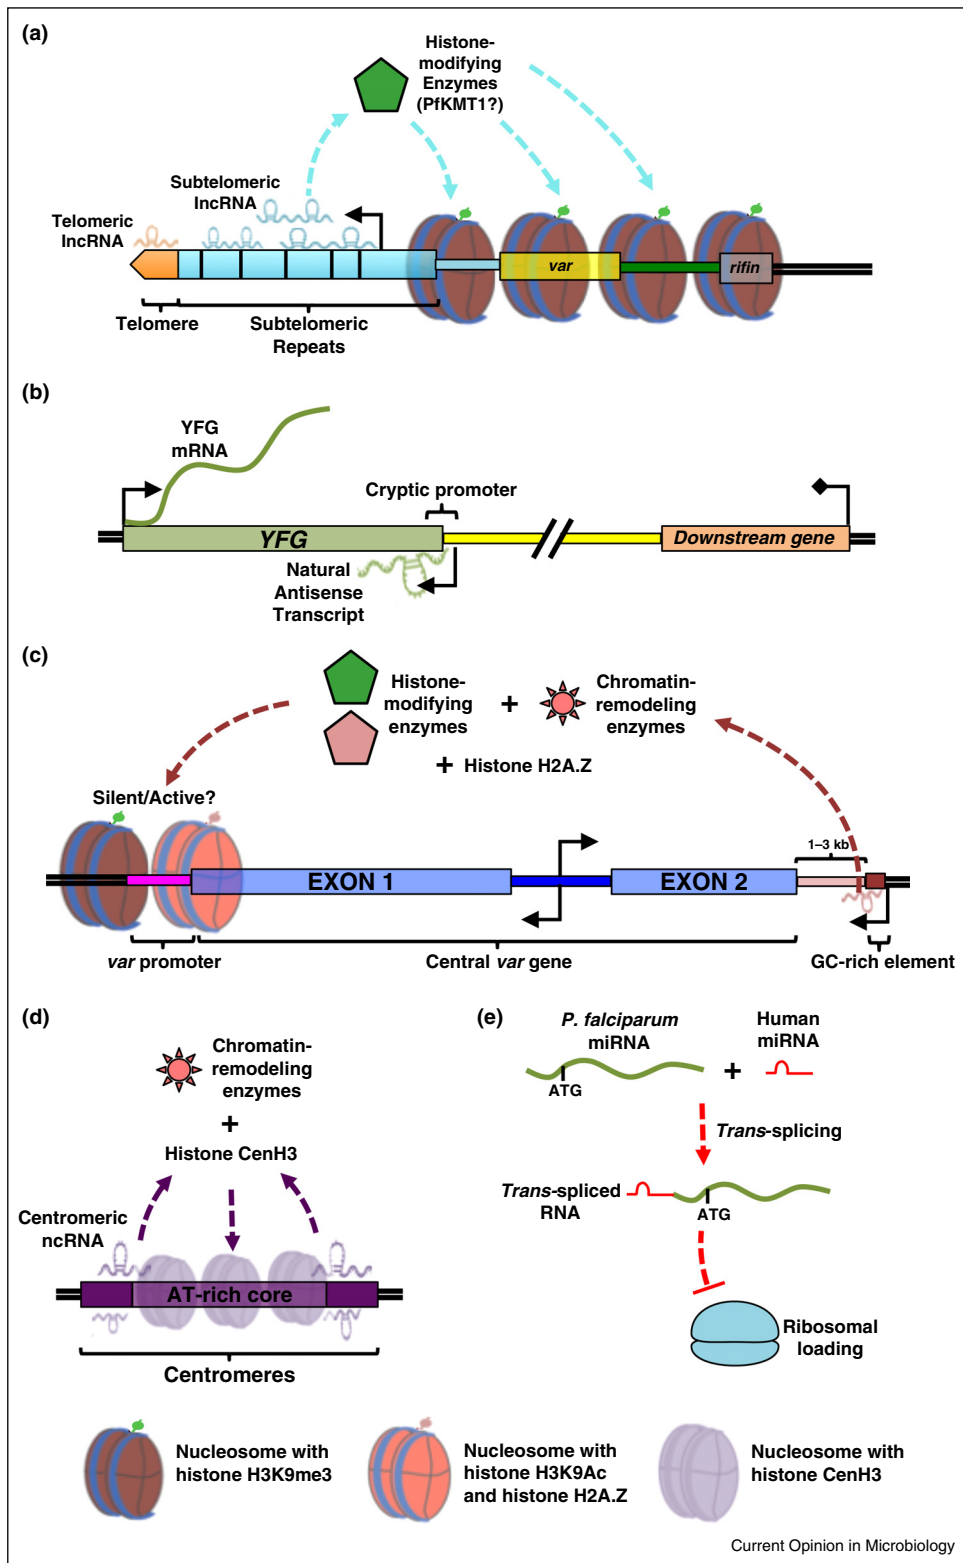 (a)
Histone-
modifying
Enzymes
(PfKMT1?)
Subtelomeric
lncRNA
Telomeric
lncRNA
var
rifin
Telomere
Subtelomeric
Repeats
(b)
YFG
mRNA
Cryptic promoter
YFG
Downstream gene
Natural
Antisense
Transcript
(c)
Histone-
modifying
enzymes
+
Chromatin-
remodeling
enzymes
+ Histone H2A.Z
Silent/Active?
1–3 kb
EXON 1
EXON 2
var promoter
Central var gene
GC-rich element
(d)
Chromatin-
remodeling
enzymes
+
Histone CenH3
Centromeric
ncRNA
AT-rich core
Centromeres
(e)
P. falciparum
miRNA
+
Human
miRNA
ATG
Trans-splicing
Trans-spliced
RNA
ATG
Ribosomal
loading
Nucleosome with
histone H3K9me3
Nucleosome with
histone H3K9Ac
and histone H2A.Z
Nucleosome with
histone CenH3
Current Opinion in Microbiology